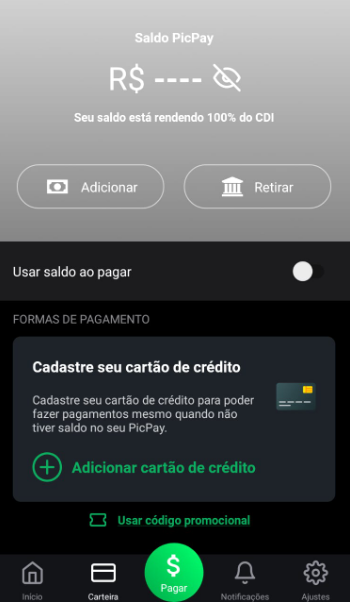 Saldo PicPay
R$ ----
Seu saldo está rendendo 100% do CDI
Adicionar
Retirar
Usar saldo ao pagar
FORMAS DE PAGAMENTO
Cadastre seu cartão de crédito
Cadastre seu cartão de crédito para poder
fazer pagamentos mesmo quando não
tiver saldo no seu PicPay.
Adicionar cartão de crédito
Usar código promocional
Início
Carteira
$
Pagar
Notificações
Ajustes